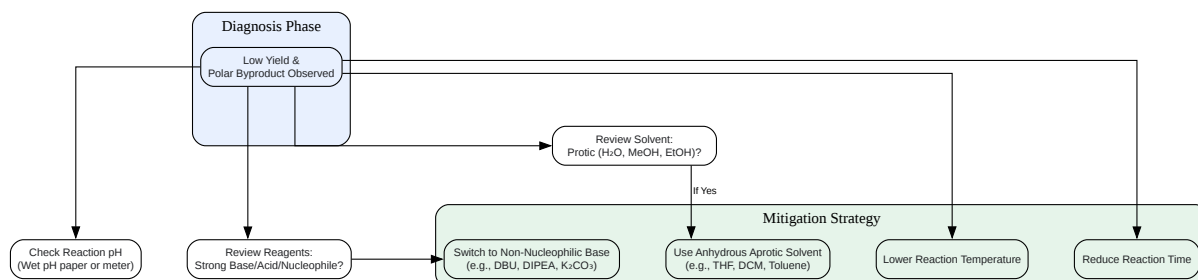 Diagnosis Phase
Low Yield &
Polar Byproduct Observed
Review Solvent:
Protic (H₂O, MeOH, EtOH)?
If Yes
Mitigation Strategy
Check Reaction pH
(Wet pH paper or meter)
Review Reagents:
Strong Base/Acid/Nucleophile?
Switch to Non-Nucleophilic Base
(e.g., DBU, DIPEA, K₂CO₃)
Use Anhydrous Aprotic Solvent
(e.g., THF, DCM, Toluene)
Lower Reaction Temperature
Reduce Reaction Time